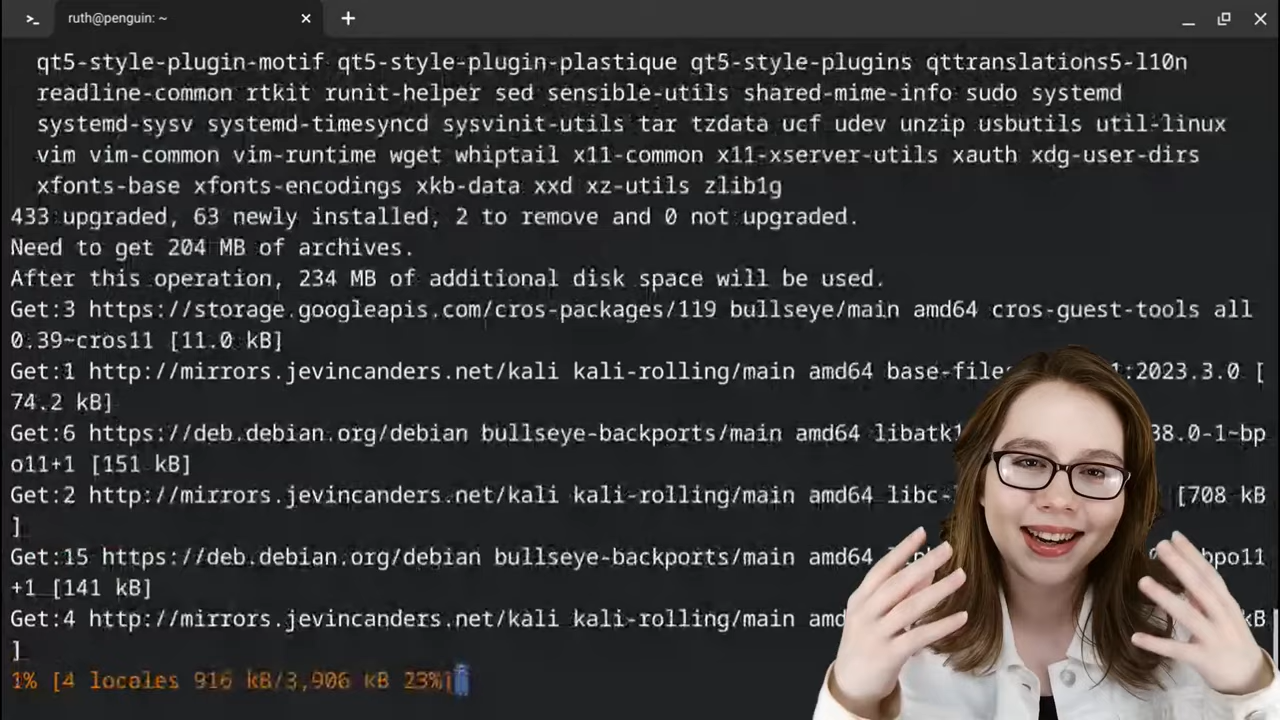 >_ ruth@penguin: ~
qt5-style-plugin-motif qt5-style-plugin-plastique qt5-style-plugins qttranslations5-l10n
readline-common rtkit runit-helper sed sensible-utils shared-mime-info sudo systemd
systemd-sysv systemd-timesyncd sysvinit-utils tar tzdata ucf udev unzip usbutils util-linux
vim vim-common vim-runtime wget whiptail x11-common x11-xserver-utils xauth xdg-user-dirs
xfonts-base xfonts-encodings xkb-data xxd xz-utils zlib1g
433 upgraded, 63 newly installed, 2 to remove and 0 not upgraded.
Need to get 204 MB of archives.
After this operation, 234 MB of additional disk space will be used.
Get:3 https://storage.googleapis.com/cros-packages/119 bullseye/main amd64 cros-guest-tools all
0.39~cros11 [11.0 kB]
Get:1 http://mirrors.jevincanders.net/kali kali-rolling/main amd64 base-files 1:2023.3.0 [
74.2 kB]
Get:6 https://deb.debian.org/debian bullseye-backports/main amd64 38.0-1~bp
o11+1 [151 kB]
Get:2 http://mirrors.jevincanders.net/kali kali-rolling/main amd64 libc- [708 kB
]
Get:15 https://deb.debian.org/debian bullseye-backports/main amd64 bpo11
+1 [141 kB]
Get:4 http://mirrors.jevincanders.net/kali kali-rolling/main kB
]
1% [4 locales 916 kB/3,906 kB 23%]